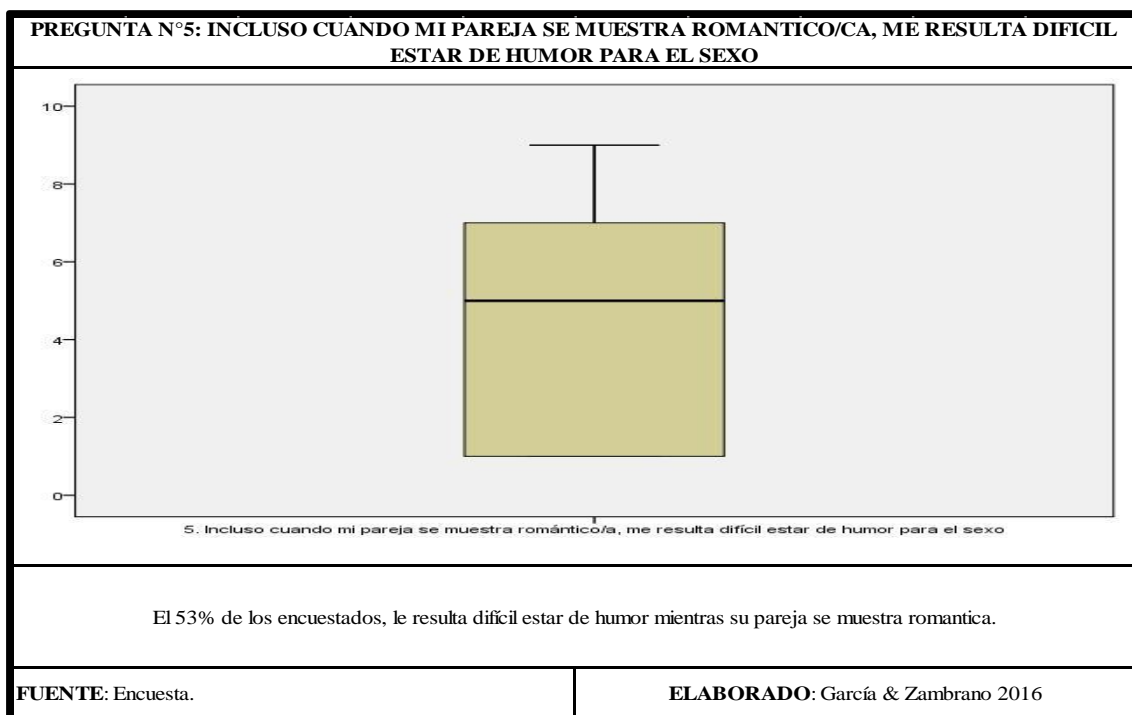 PREGUNTA N°5: INCLUSO CUANDO MI PAREJA SE MUESTRA ROMANTICO/CA, ME RESULTA DIFICIL
ESTAR DE HUMOR PARA EL SEXO
10
8
6
4
2
0
5. Incluso cuando mi pareja se muestra romántico/a, me resulta difícil estar de humor para el sexo
El 53% de los encuestados, le resulta difícil estar de humor mientras su pareja se muestra romantica.
FUENTE: Encuesta.
ELABORADO: García & Zambrano 2016